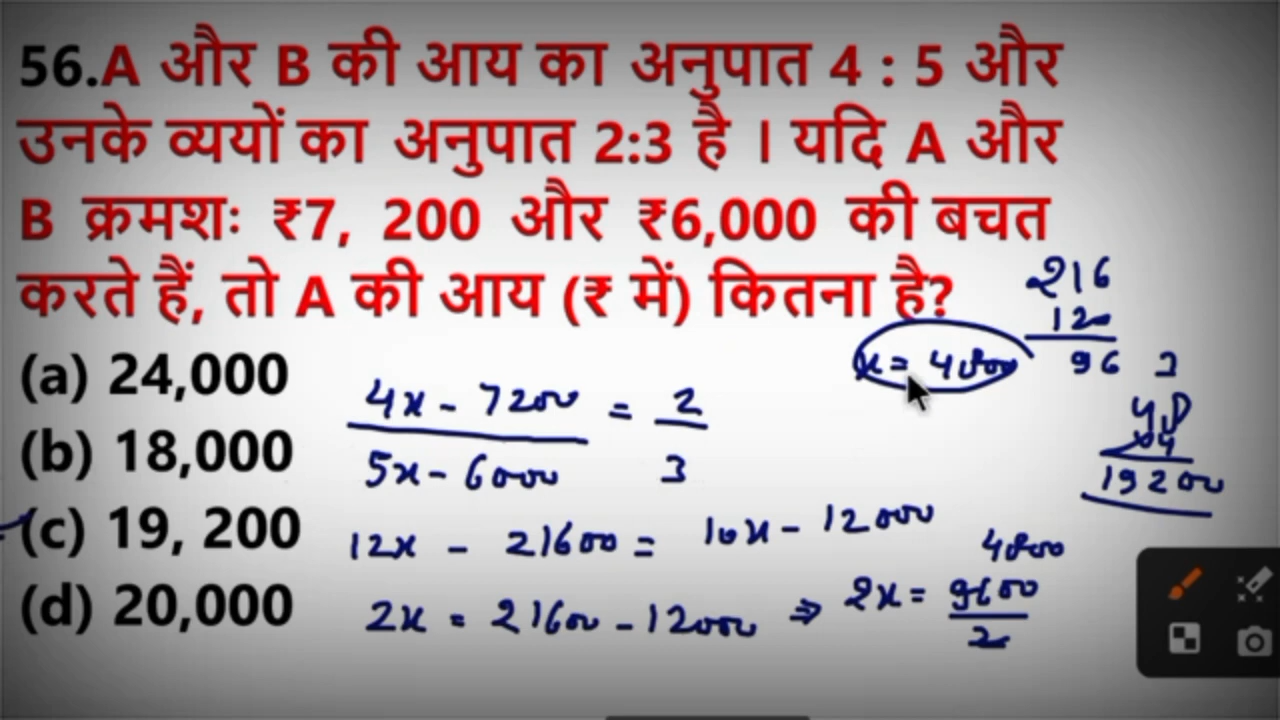 56.A और B की आय का अनुपात 4 : 5 और
उनके व्ययों का अनुपात 2:3 है । यदि A और
B क्रमशः ₹7, 200 और ₹6,000 की बचत
करते हैं, तो A की आय (₹ में) कितना है?
(a) 24,000
(b) 18,000
(c) 19, 200
(d) 20,000
4x - 7200 = 2
5x - 6000 3
12x - 21600 = 10x - 12000
2x = 21600 - 12000 ⇒ 2x = 9600
2
4800
x = 4800
216
120
96
19200